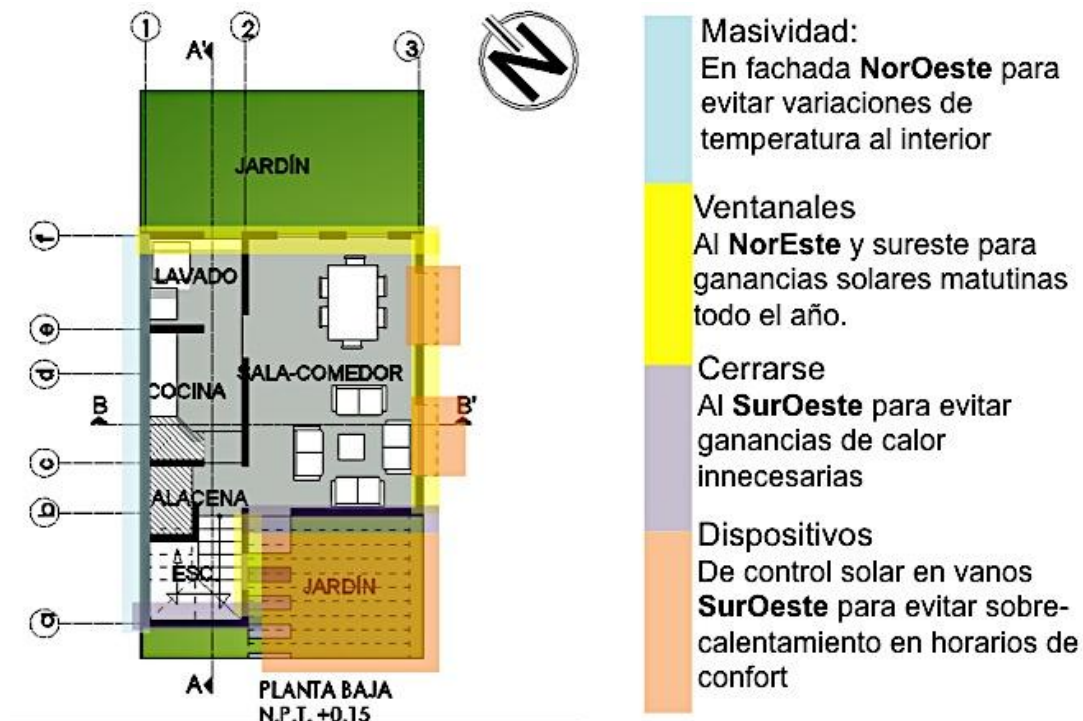 1
2
3
A'
N
JARDÍN
f
LAVADO
e
d
SALA-COMEDOR
COCINA
B
B'
c
ALACENA
b
ESC.
JARDÍN
a
A
PLANTA BAJA
N.P.T. +0.15
Masividad:
En fachada NorOeste para
evitar variaciones de
temperatura al interior
Ventanales
Al NorEste y sureste para
ganancias solares matutinas
todo el año.
Cerrarse
Al SurOeste para evitar
ganancias de calor
innecesarias
Dispositivos
De control solar en vanos
SurOeste para evitar sobre-
calentamiento en horarios de
confort